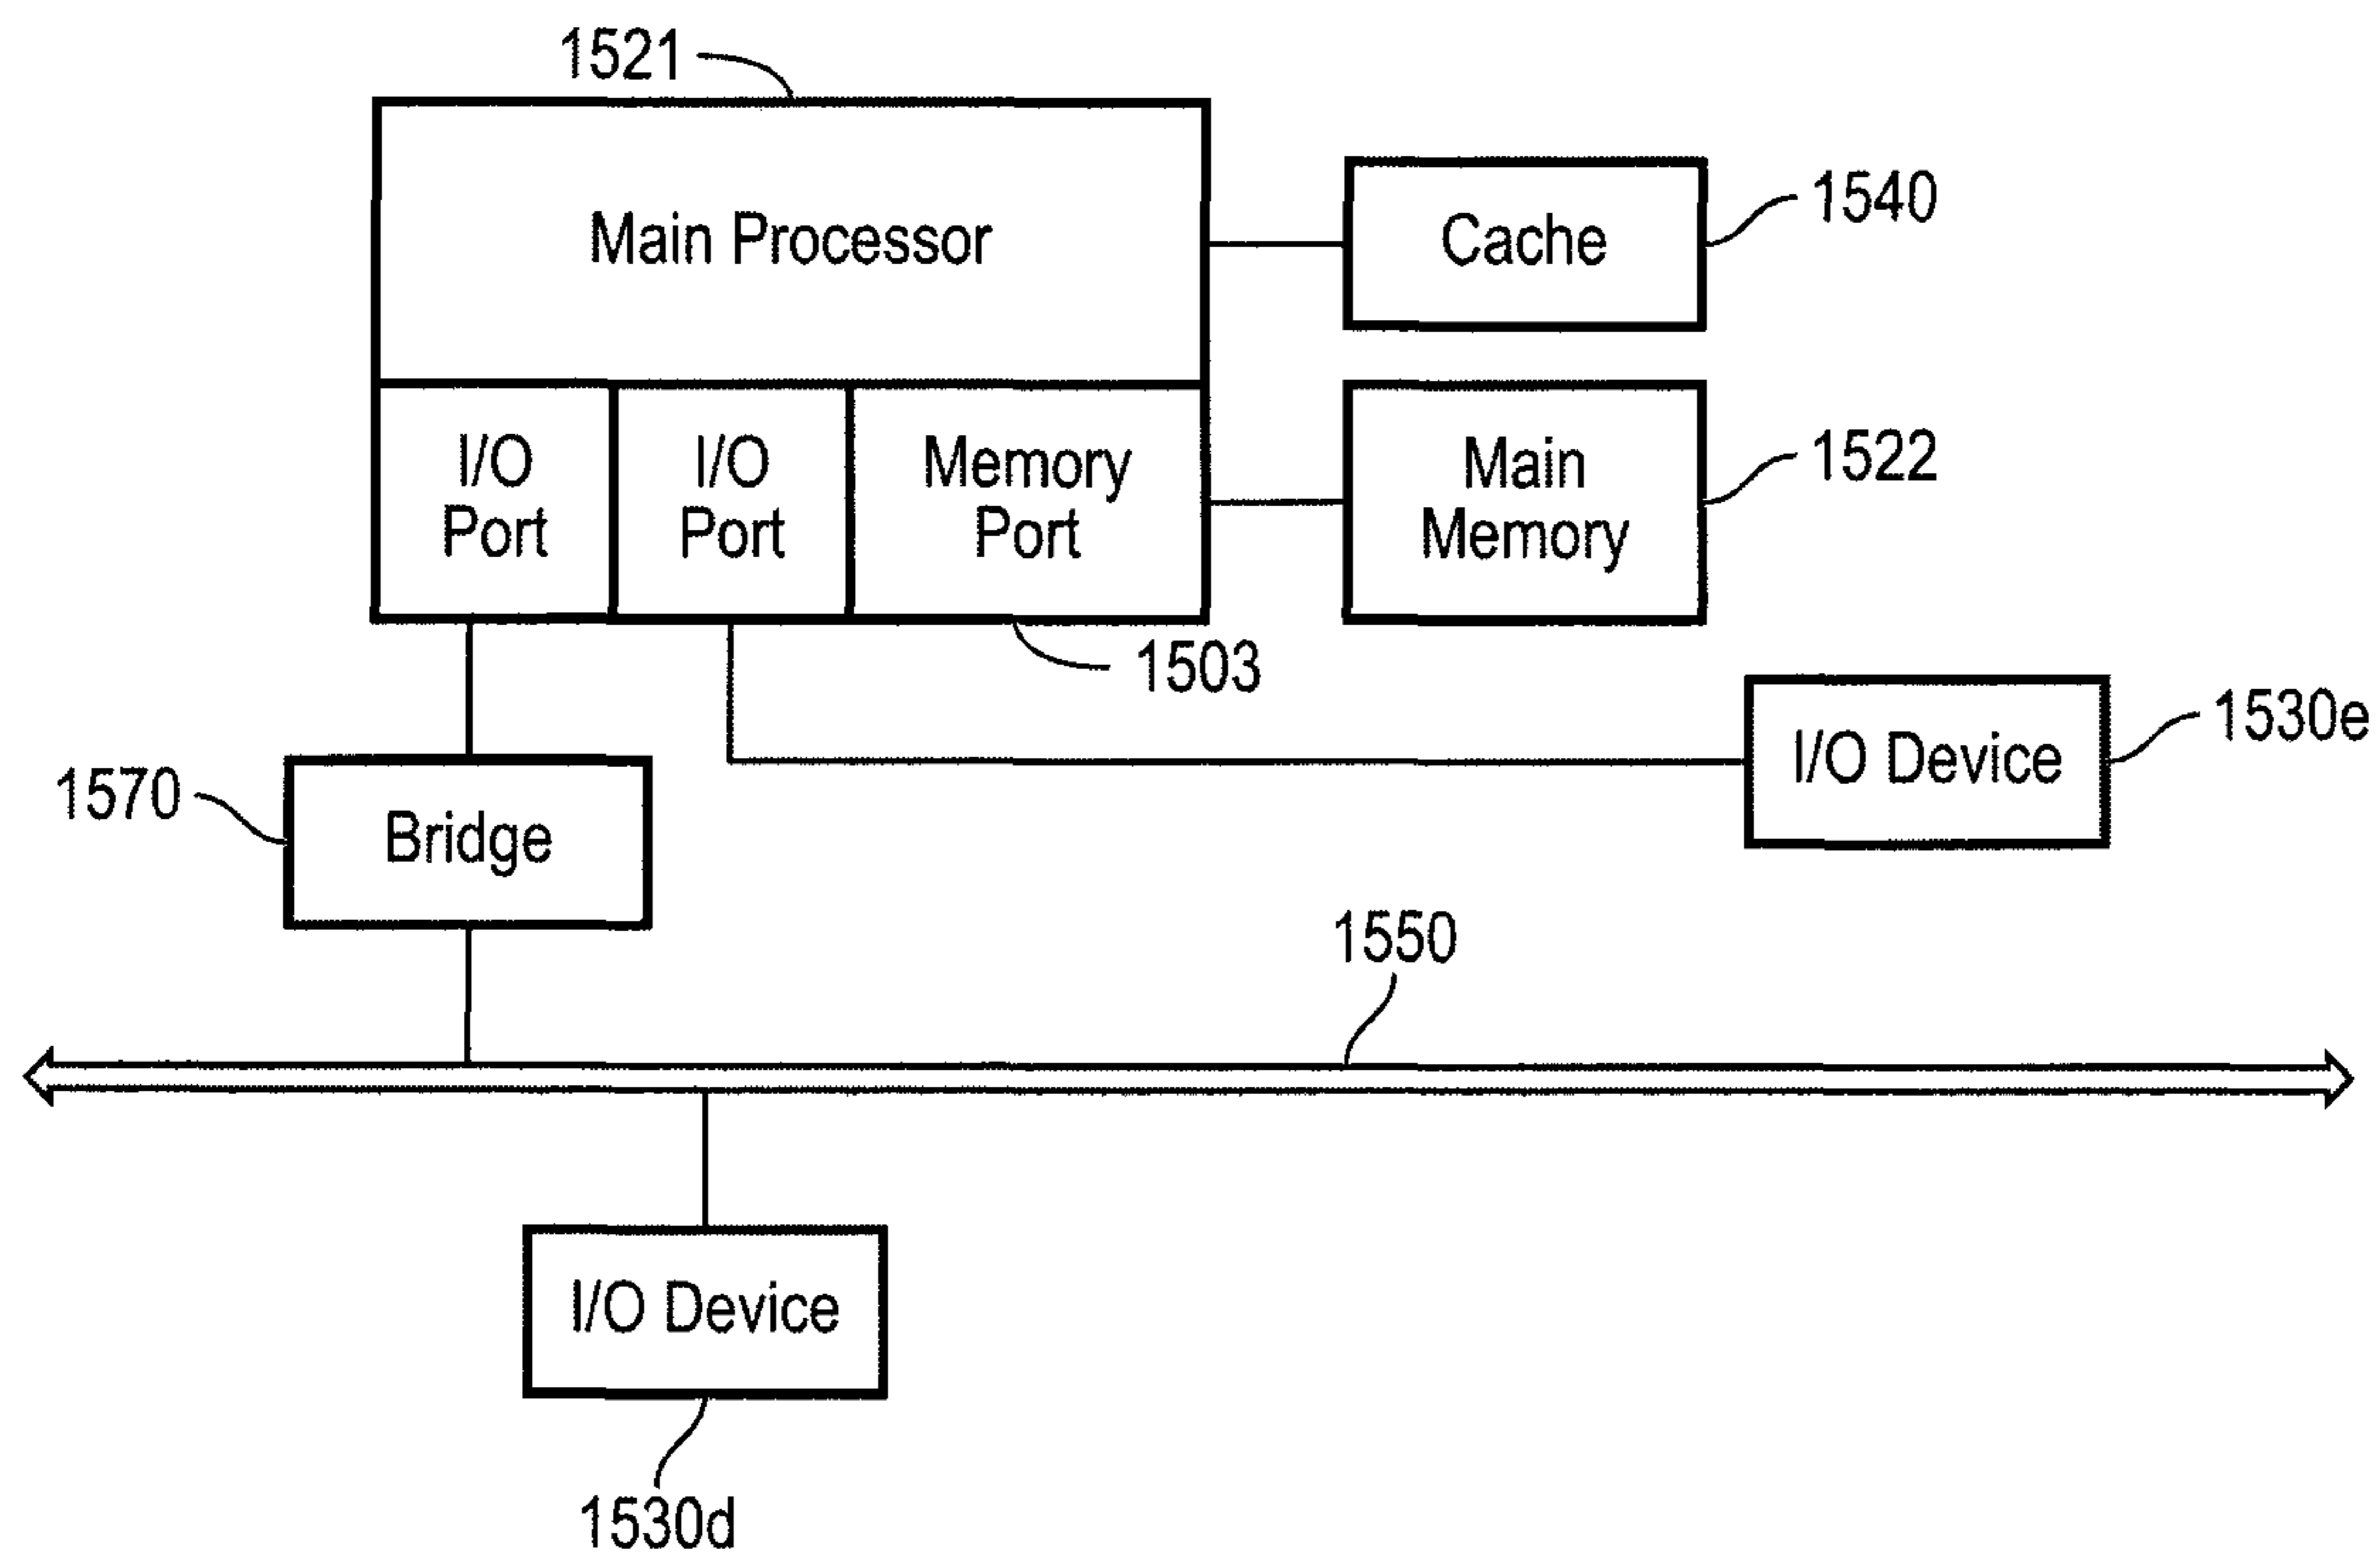 1521
Main Processor
Cache
1540
I/O
Port
I/O
Port
Memory
Port
Main
Memory
1522
1503
I/O Device
1530e
1570
Bridge
1550
I/O Device
1530d